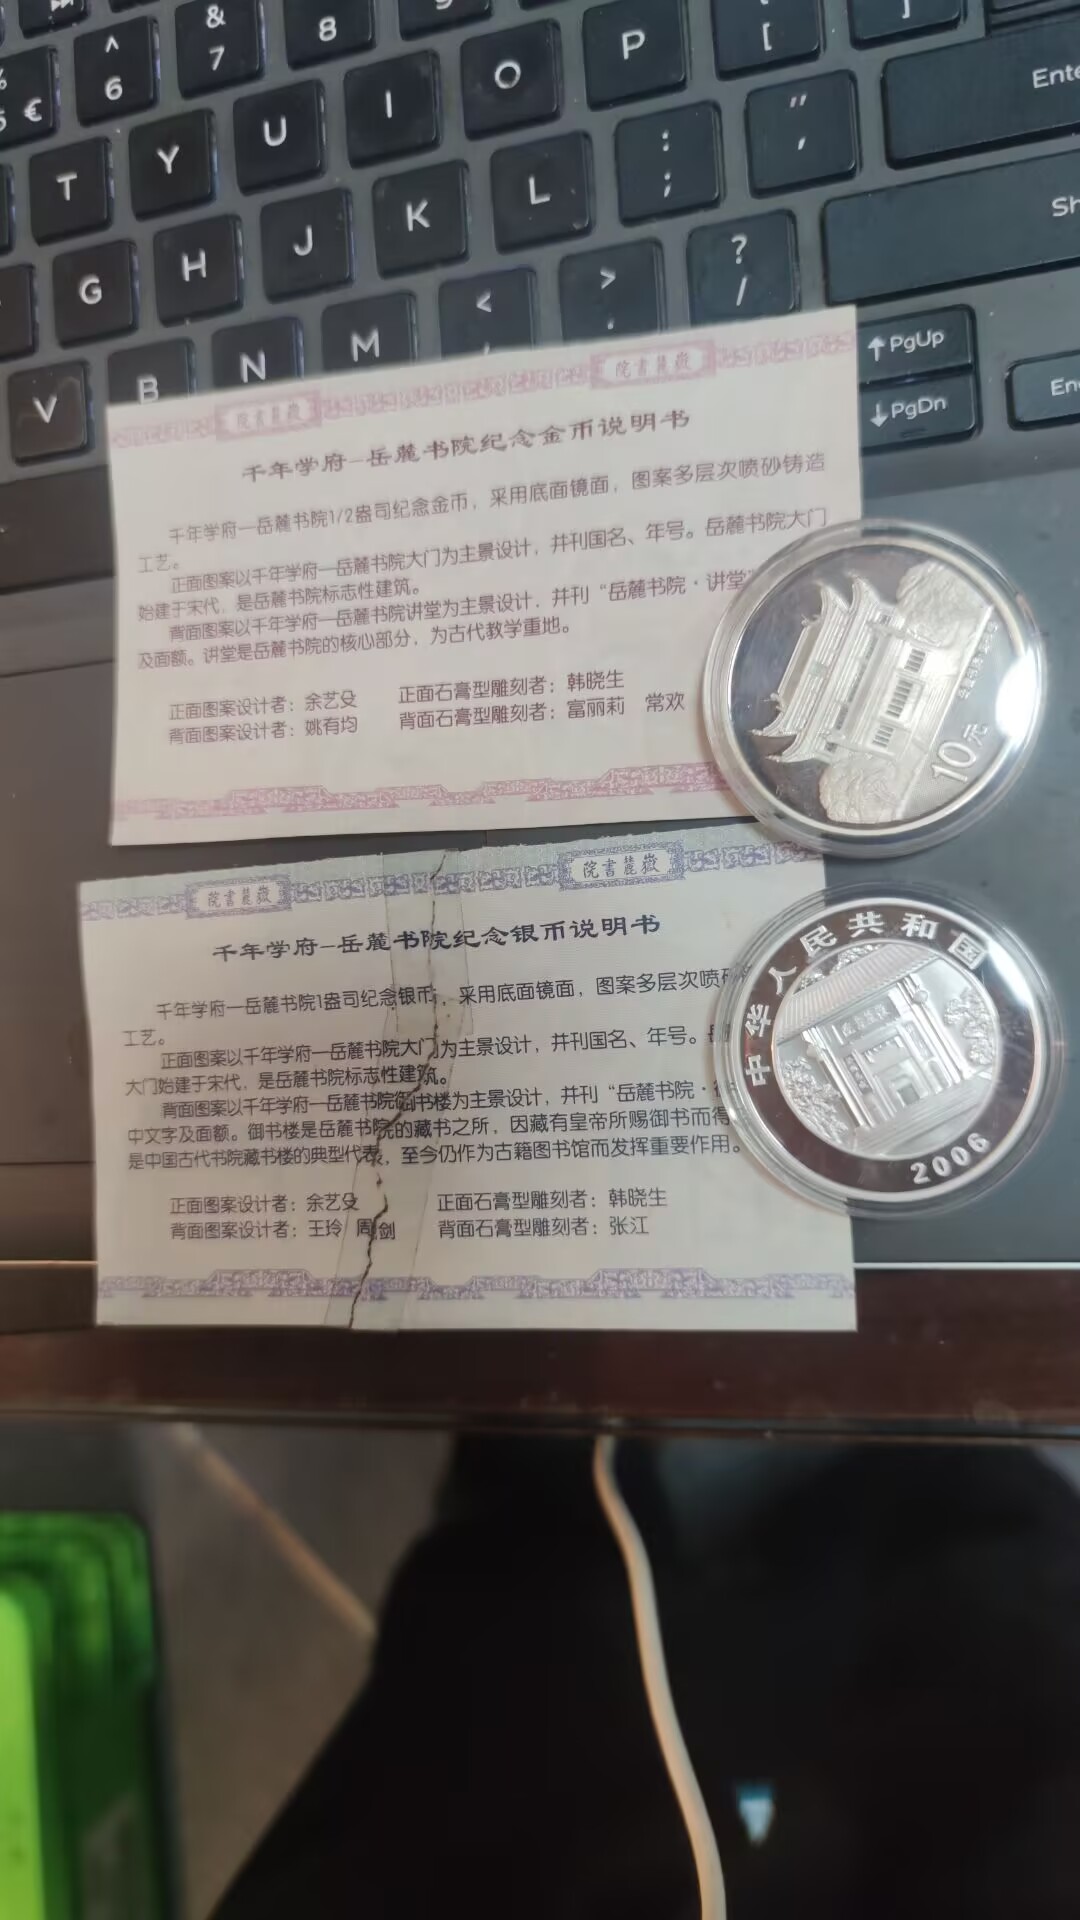 &
7
8
^
6
5 €
T
Y
U
I
O
P
[
]
Enter
G
H
J
K
L
:
;
"
'
V
B
N
M
<
,
>
.
?
/
PgUp
PgDn
院書麓嶽
院書麓嶽
千年学府—岳麓书院纪念金币说明书
千年学府—岳麓书院1/2盎司纪念金币，采用底面镜面，图案多层次喷砂铸造
工艺。
正面图案以千年学府—岳麓书院大门为主景设计，并刊国名、年号。岳麓书院大门
始建于宋代，是岳麓书院标志性建筑。
背面图案以千年学府—岳麓书院讲堂为主景设计，并刊“岳麓书院·讲堂”
及面额。讲堂是岳麓书院的核心部分，为古代教学重地。
正面图案设计者：余艺殳 正面石膏型雕刻者：韩晓生
背面图案设计者：姚有均 背面石膏型雕刻者：富丽莉 常欢
10元
院書麓嶽
院書麓嶽
千年学府—岳麓书院纪念银币说明书
千年学府—岳麓书院1盎司纪念银币，采用底面镜面，图案多层次喷
工艺。
正面图案以千年学府—岳麓书院大门为主景设计，并刊国名、年号。
大门始建于宋代，是岳麓书院标志性建筑。
背面图案以千年学府—岳麓书院御书楼为主景设计，并刊“岳麓书院·
中文字及面额。御书楼是岳麓书院的藏书之所，因藏有皇帝所赐御书而得
是中国古代书院藏书楼的典型代表，至今仍作为古籍图书馆而发挥重要作用。
正面图案设计者：余艺殳 正面石膏型雕刻者：韩晓生
背面图案设计者：王玲 周剑 背面石膏型雕刻者：张江
中华人民共和国
2006